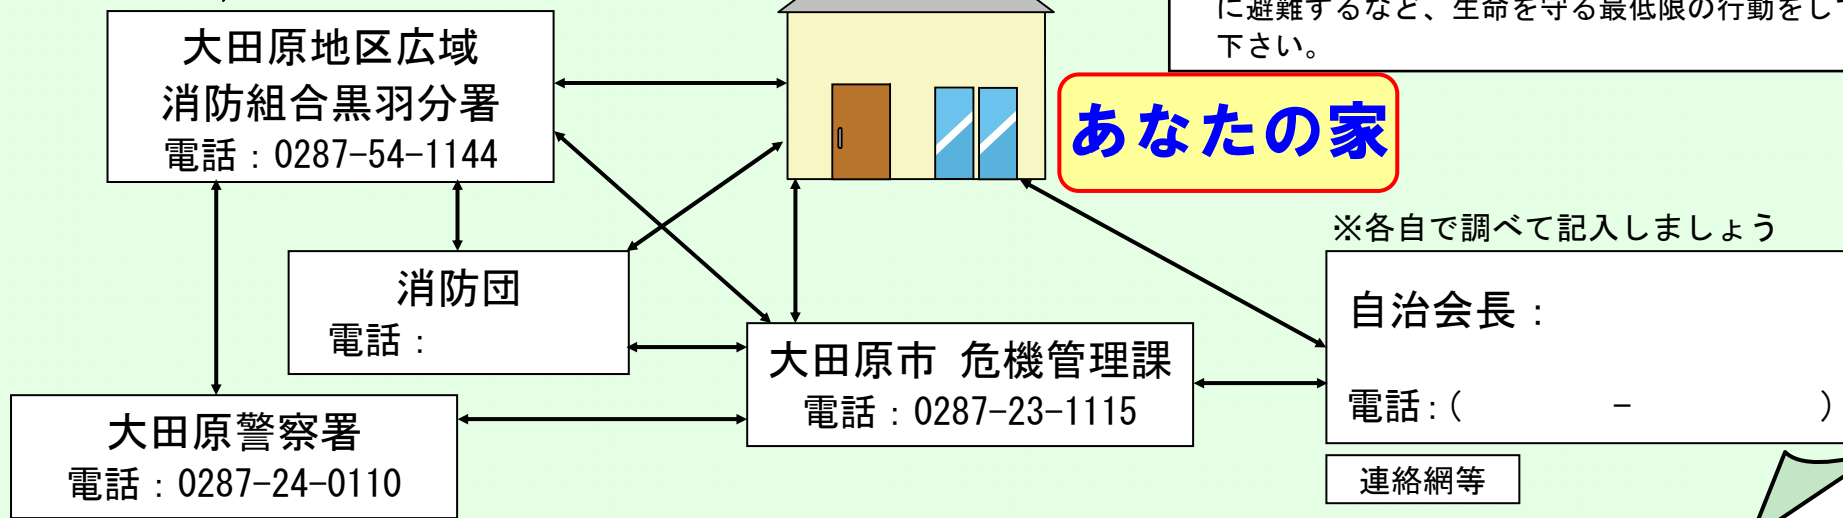 に避難するなど、生命を守る最低限の行動をして
下さい。
大田原地区広域
消防組合黒羽分署
電話：0287-54-1144
あなたの家
※各自で調べて記入しましょう
消防団
電話：
自治会長：
大田原市 危機管理課
電話：0287-23-1115
電話：(　　　－　　　)
大田原警察署
電話：0287-24-0110
連絡網等